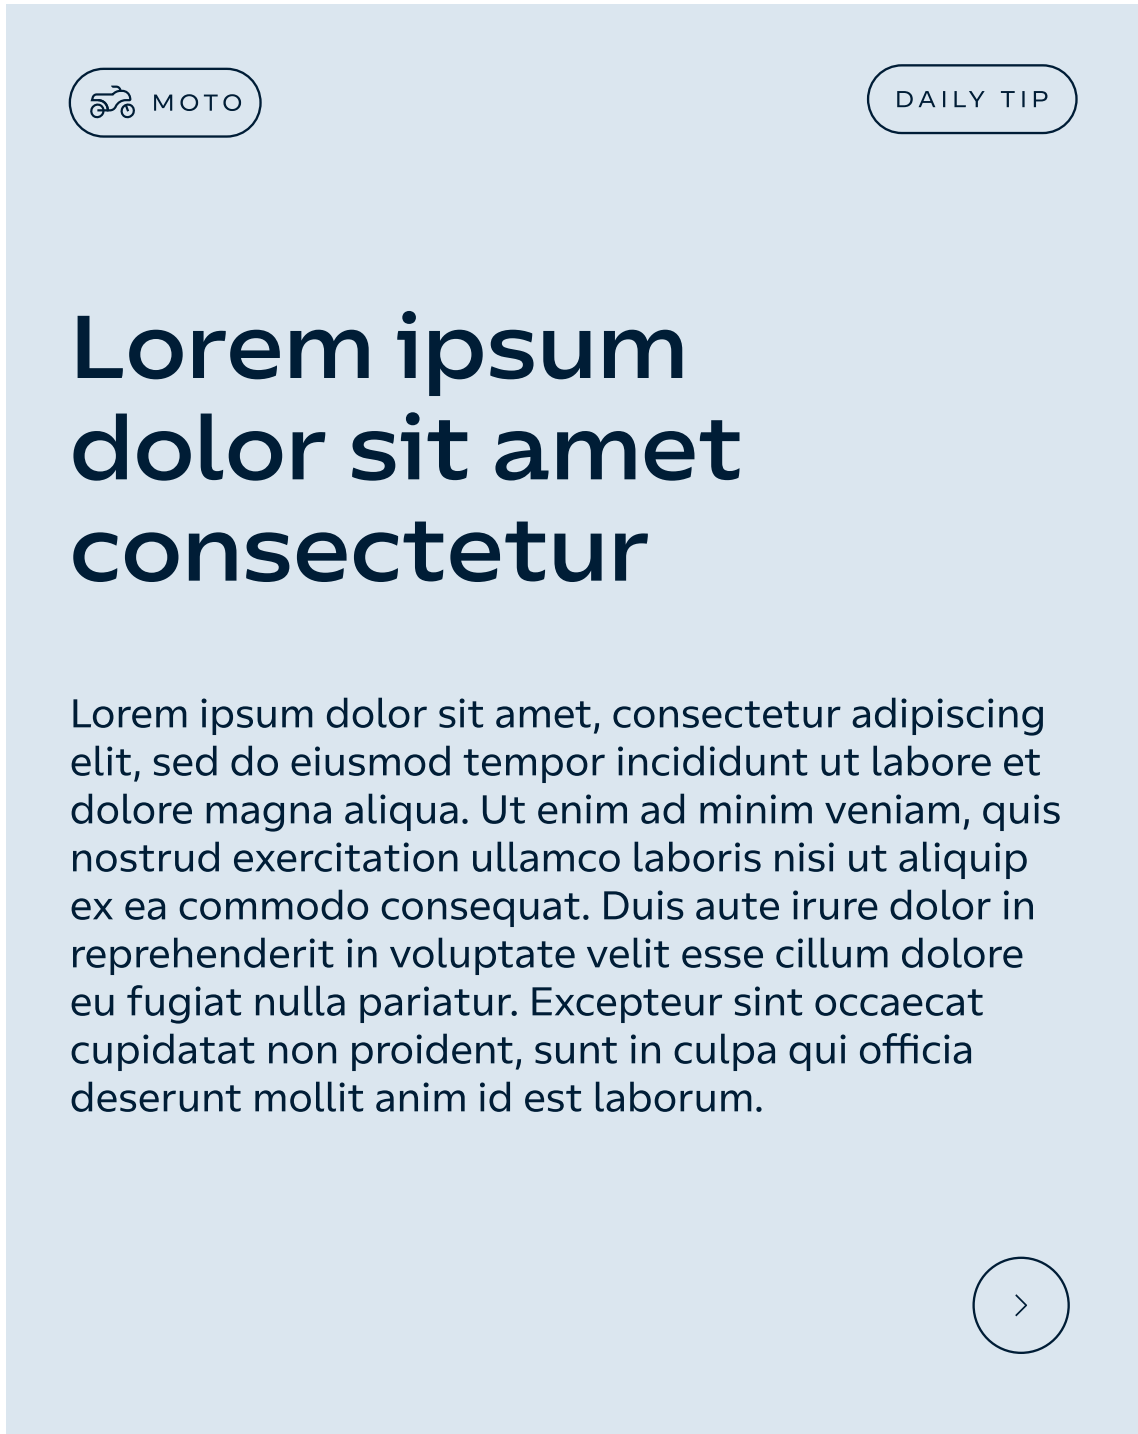 MOTO
DAILY TIP
Lorem ipsum
dolor sit amet
consectetur
Lorem ipsum dolor sit amet, consectetur adipiscing
elit, sed do eiusmod tempor incididunt ut labore et
dolore magna aliqua. Ut enim ad minim veniam, quis
nostrud exercitation ullamco laboris nisi ut aliquip
ex ea commodo consequat. Duis aute irure dolor in
reprehenderit in voluptate velit esse cillum dolore
eu fugiat nulla pariatur. Excepteur sint occaecat
cupidatat non proident, sunt in culpa qui officia
deserunt mollit anim id est laborum.